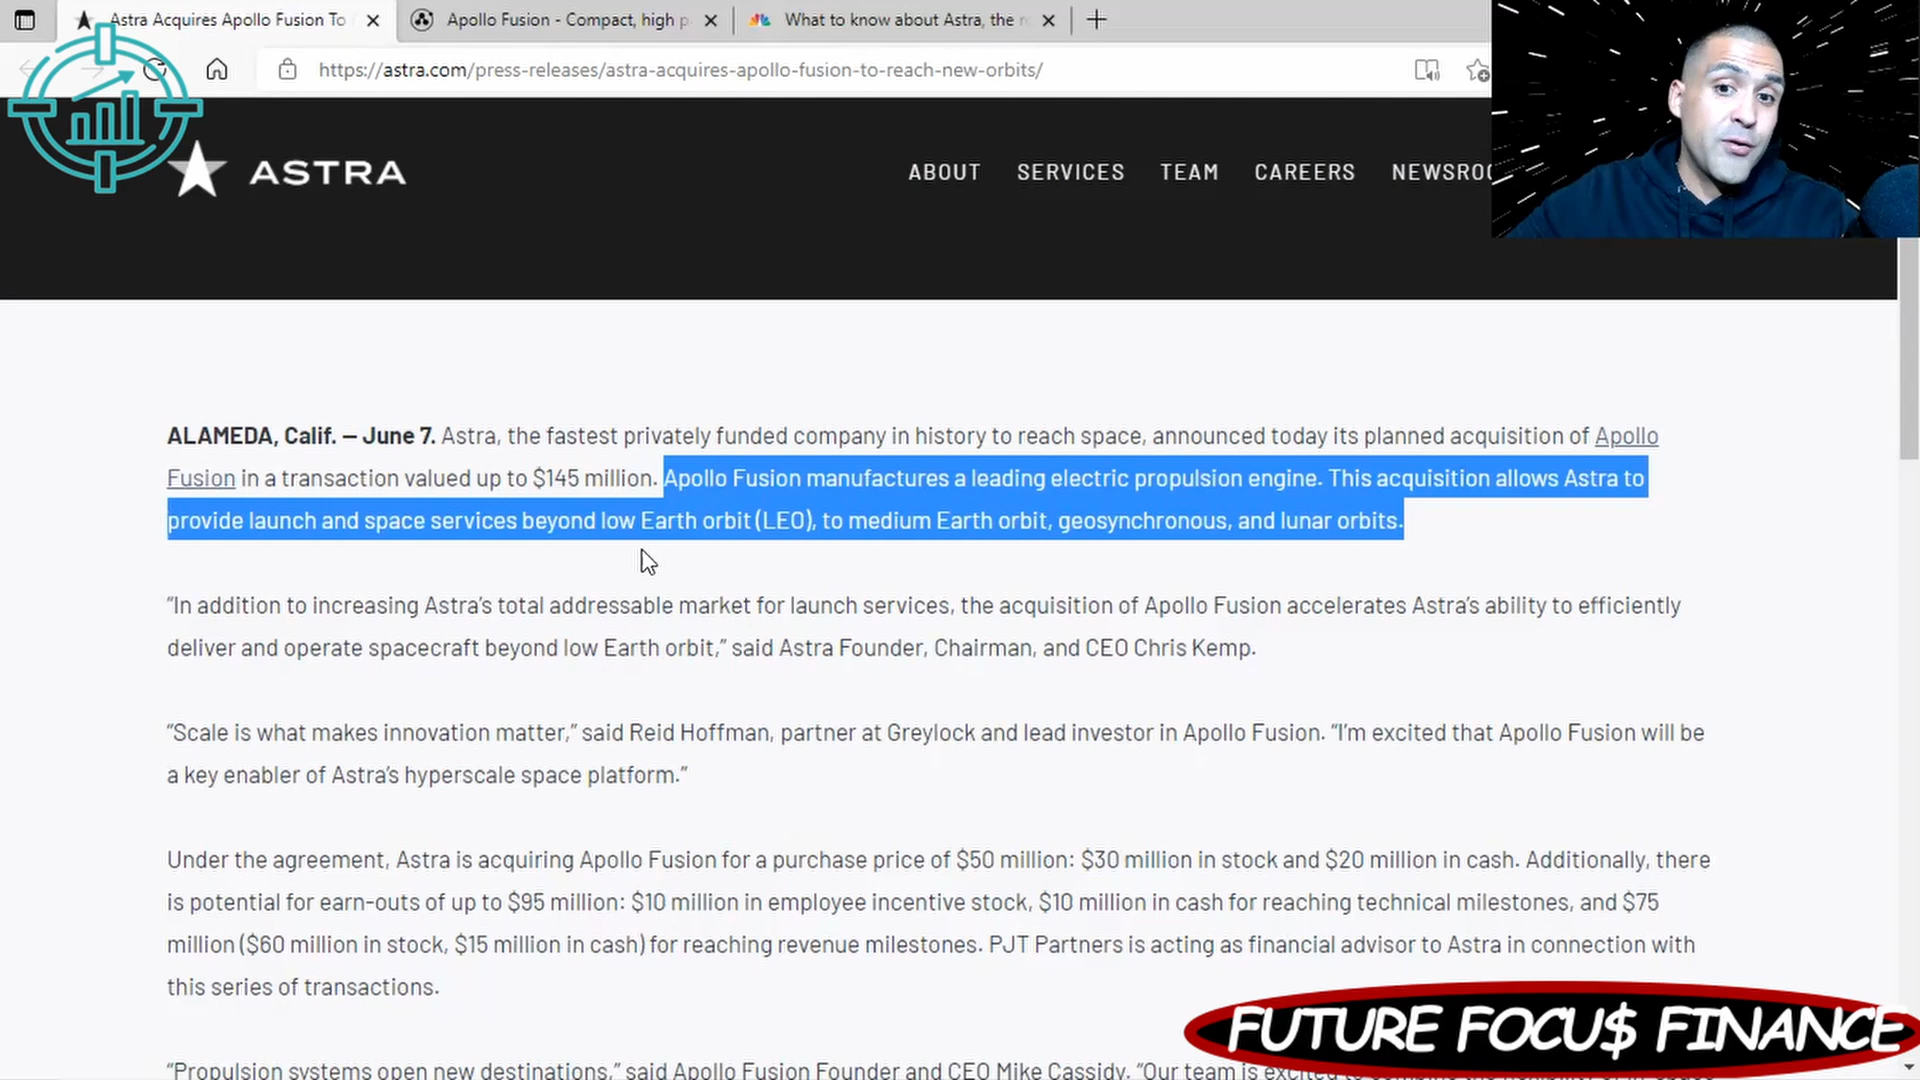 Astra Acquires Apollo Fusion To
Apollo Fusion - Compact, high p
What to know about Astra, the r
https://astra.com/press-releases/astra-acquires-apollo-fusion-to-reach-new-orbits/
ASTRA
ABOUT SERVICES TEAM CAREERS NEWSROO
ALAMEDA, Calif. – June 7. Astra, the fastest privately funded company in history to reach space, announced today its planned acquisition of Apollo
Fusion in a transaction valued up to $145 million. Apollo Fusion manufactures a leading electric propulsion engine. This acquisition allows Astra to
provide launch and space services beyond low Earth orbit (LEO), to medium Earth orbit, geosynchronous, and lunar orbits.
“In addition to increasing Astra’s total addressable market for launch services, the acquisition of Apollo Fusion accelerates Astra’s ability to efficiently
deliver and operate spacecraft beyond low Earth orbit,” said Astra Founder, Chairman, and CEO Chris Kemp.
“Scale is what makes innovation matter,” said Reid Hoffman, partner at Greylock and lead investor in Apollo Fusion. “I’m excited that Apollo Fusion will be
a key enabler of Astra’s hyperscale space platform.”
Under the agreement, Astra is acquiring Apollo Fusion for a purchase price of $50 million: $30 million in stock and $20 million in cash. Additionally, there
is potential for earn-outs of up to $95 million: $10 million in employee incentive stock, $10 million in cash for reaching technical milestones, and $75
million ($60 million in stock, $15 million in cash) for reaching revenue milestones. PJT Partners is acting as financial advisor to Astra in connection with
this series of transactions.
FUTURE FOCU$ FINANCE
“Propulsion systems open new destinations,” said Apollo Fusion Founder and CEO Mike Cassidy. “Our team is